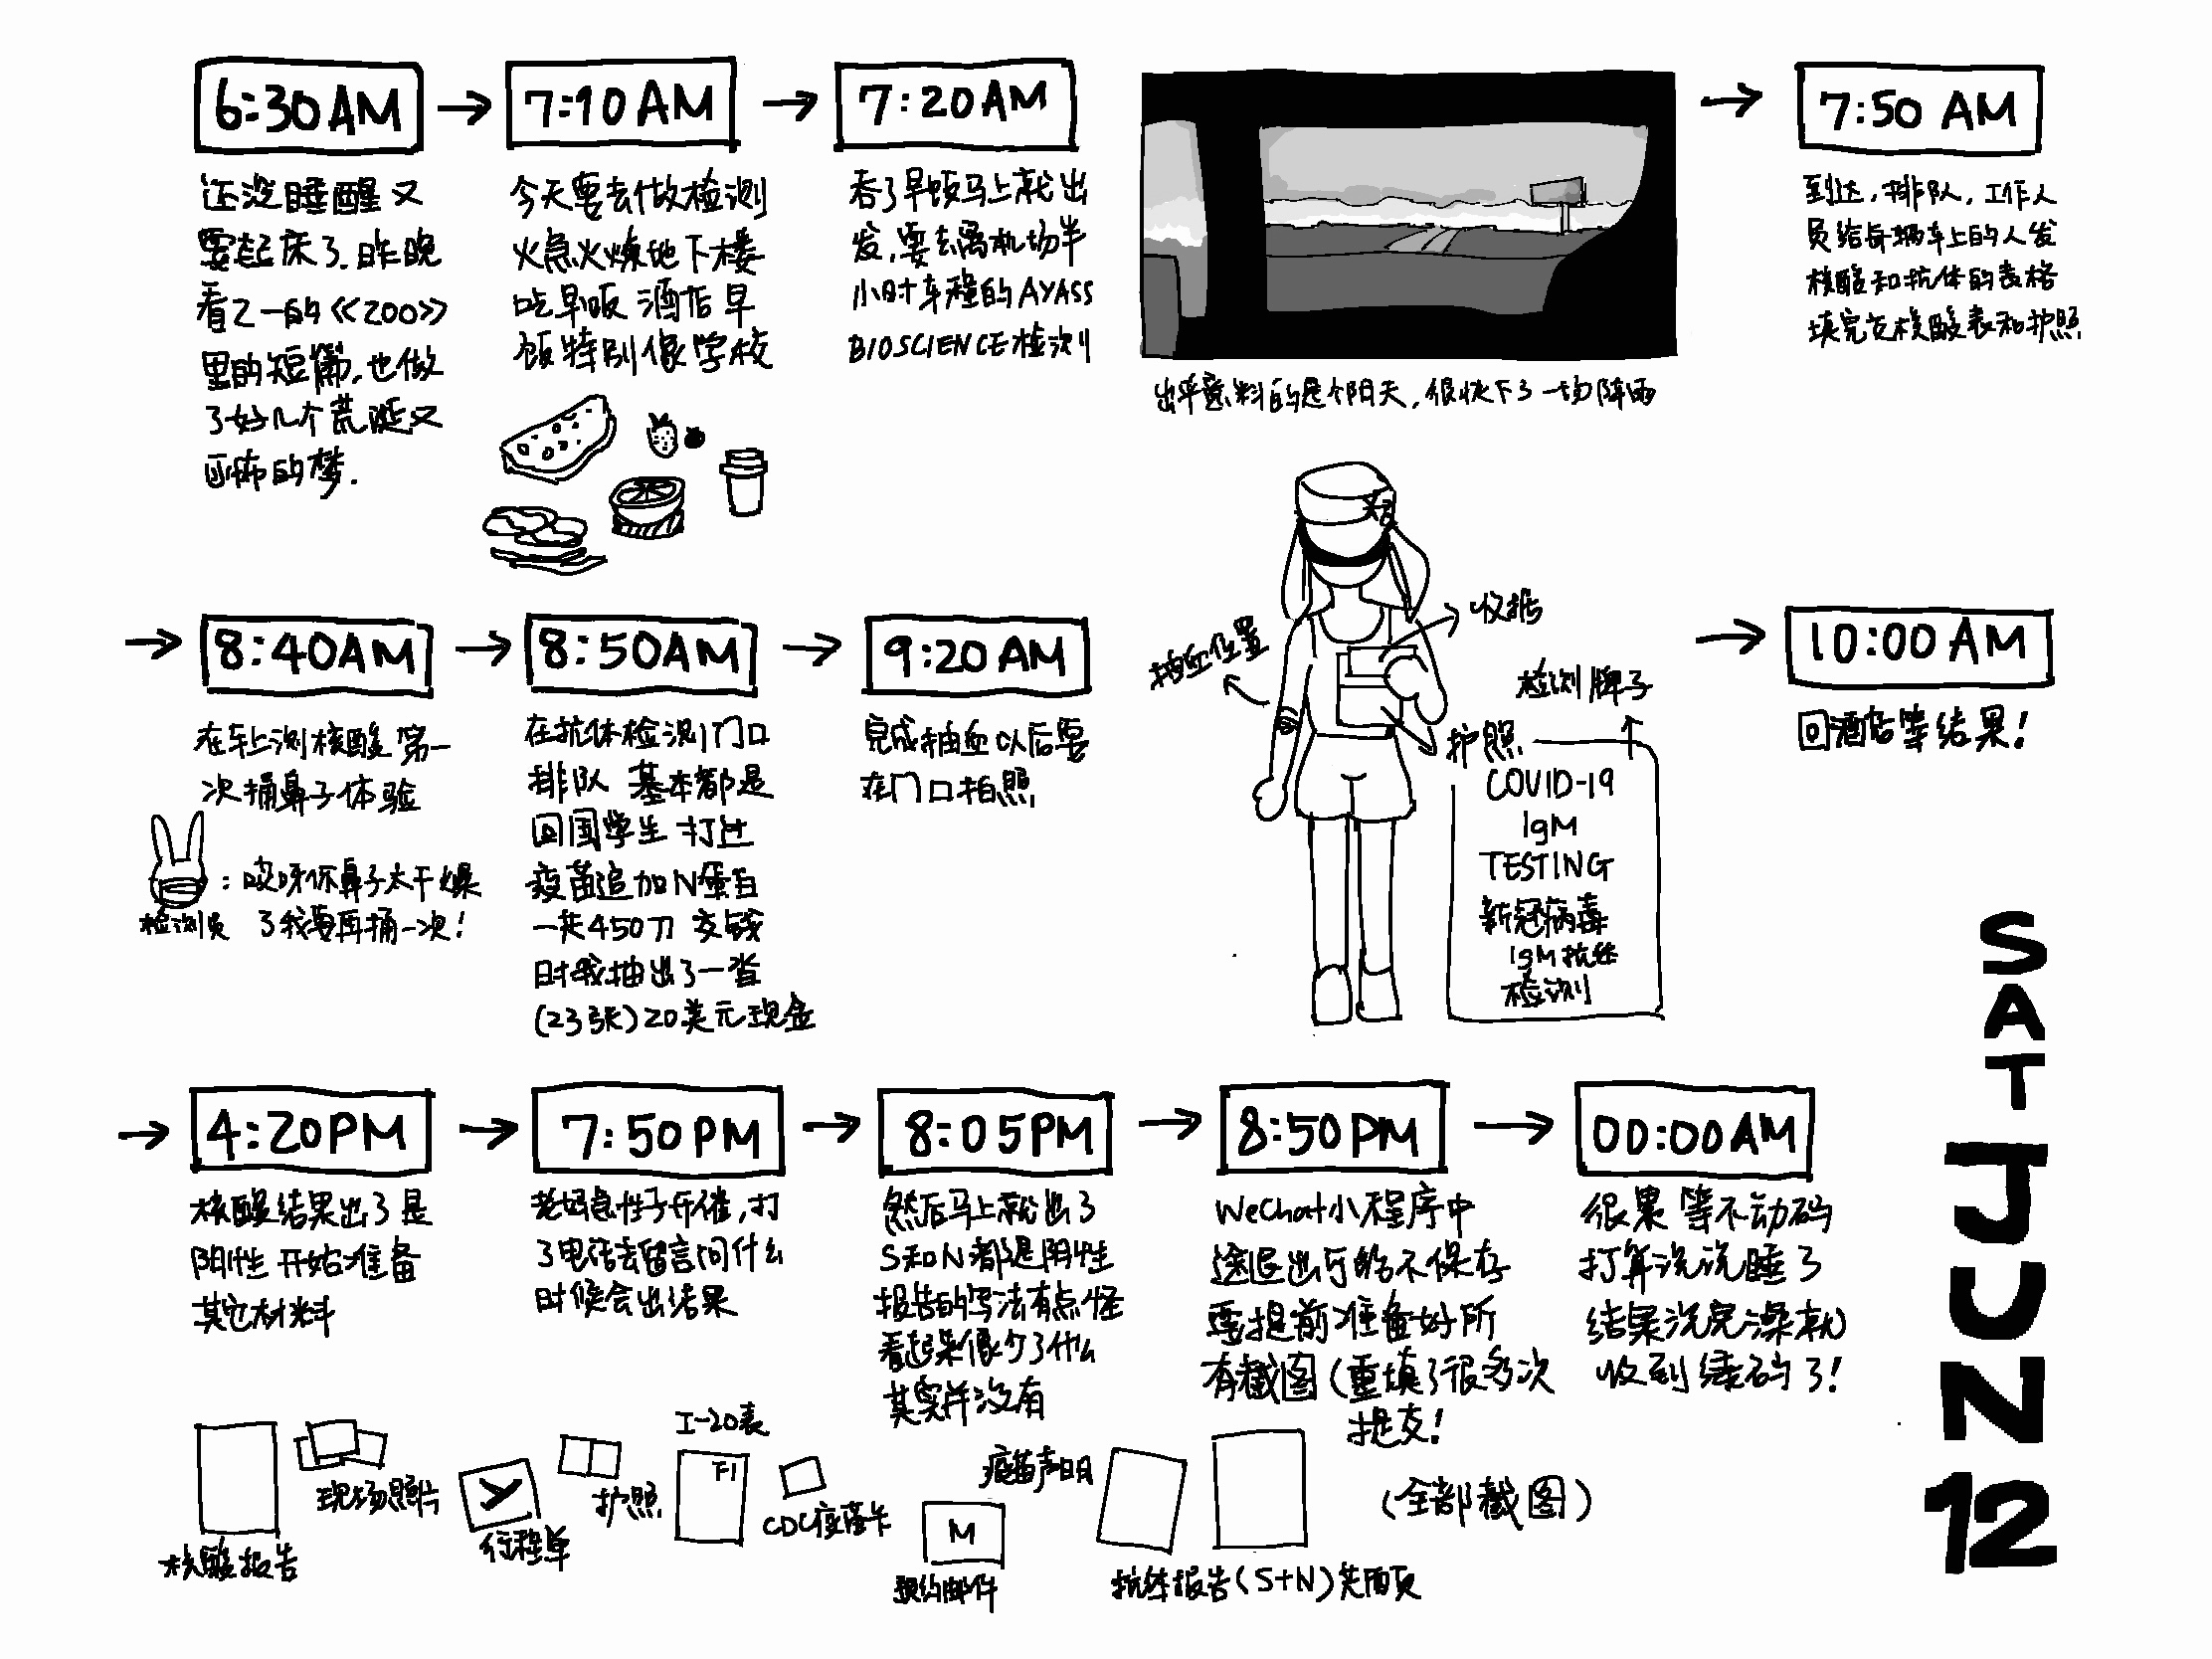 6:30AM
还没睡醒又
要起床了.昨晚
看乙一的《ZOO》
里的短篇,也做
了好几个荒诞又
恐怖的梦.
7:10AM
今天要去做检测
火急火燎地下楼
吃早饭 酒店早
饭特别像学校
7:20AM
吞了早饭马上就出
发,要去离机场半
小时车程的AYASS
BIOSCIENCE检测
出乎意料的是个阴天,很快下了一场阵雨
7:50 AM
到达,排队,工作人
员给每辆车上的人发
核酸和抗体的表格
填完交核酸表和护照
8:40AM
在车上测核酸 第一
次捅鼻子体验
:哎呀你鼻子太干燥
检测员 了我要再捅一次!
8:50AM
在抗体检测门口
排队 基本都是
回国学生 打过
疫苗追加N蛋白
一共450刀 交钱
时我抽出了一沓
(23张)20美元现金
9:20AM
完成抽血以后要
在门口拍照
抽血位置
收据
护照
检测牌子
COVID-19
IgM
TESTING
新冠病毒
IgM抗体
检测
10:00 AM
回酒店等结果!
4:20PM
核酸结果出了是
阴性 开始准备
其它材料
7:50PM
老妈急性子开催,打
了电话去留言问什么
时候会出结果
8:05PM
然后马上就出了
S和N都是阴性
报告的写法有点怪
看起来像少了什么
其实并没有
8:50PM
WeChat小程序中
途退出可能不保存
要提前准备好所
有截图(重填了很多次
提交!
00:00AM
很累 等不动码
打算洗洗睡了
结果洗完澡就
收到绿码了!
核酸报告
现场照片
行程单
护照
I-20表
F1
CDC疫苗卡
M
预约邮件
疫苗声明
抗体报告(S+N)共两页
(全部截图)
SAT
JUN
12